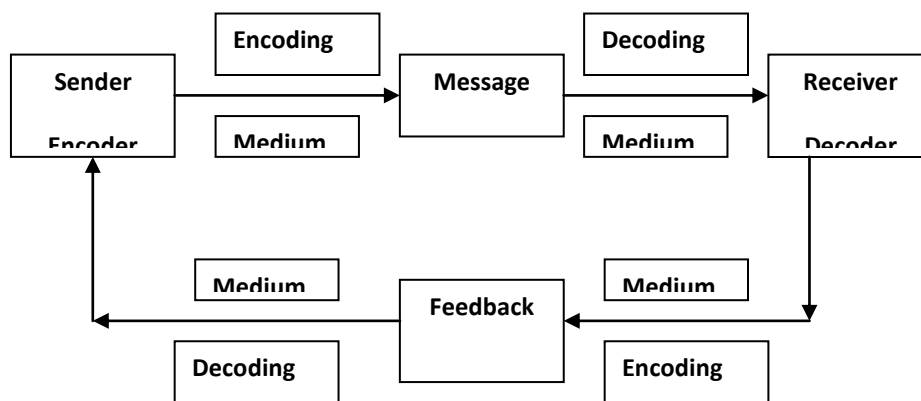 Encoding
Decoding
Sender
Message
Receiver
Encoder
Medium
Medium
Decoder
Medium
Medium
Feedback
Decoding
Encoding